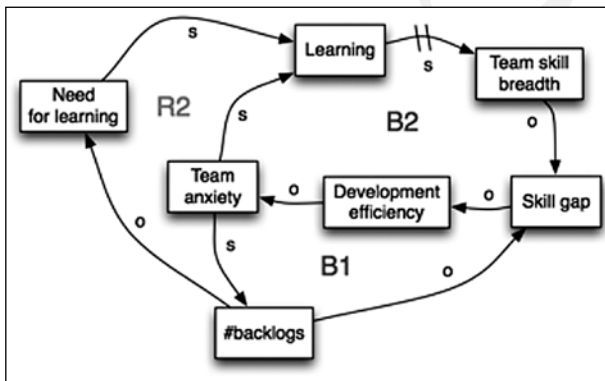 s
Learning
s
Team skill
breadth
Need
for learning
R2
s
B2
o
Team
anxiety
o
Development
efficiency
o
Skill gap
o
s
B1
o
#backlogs